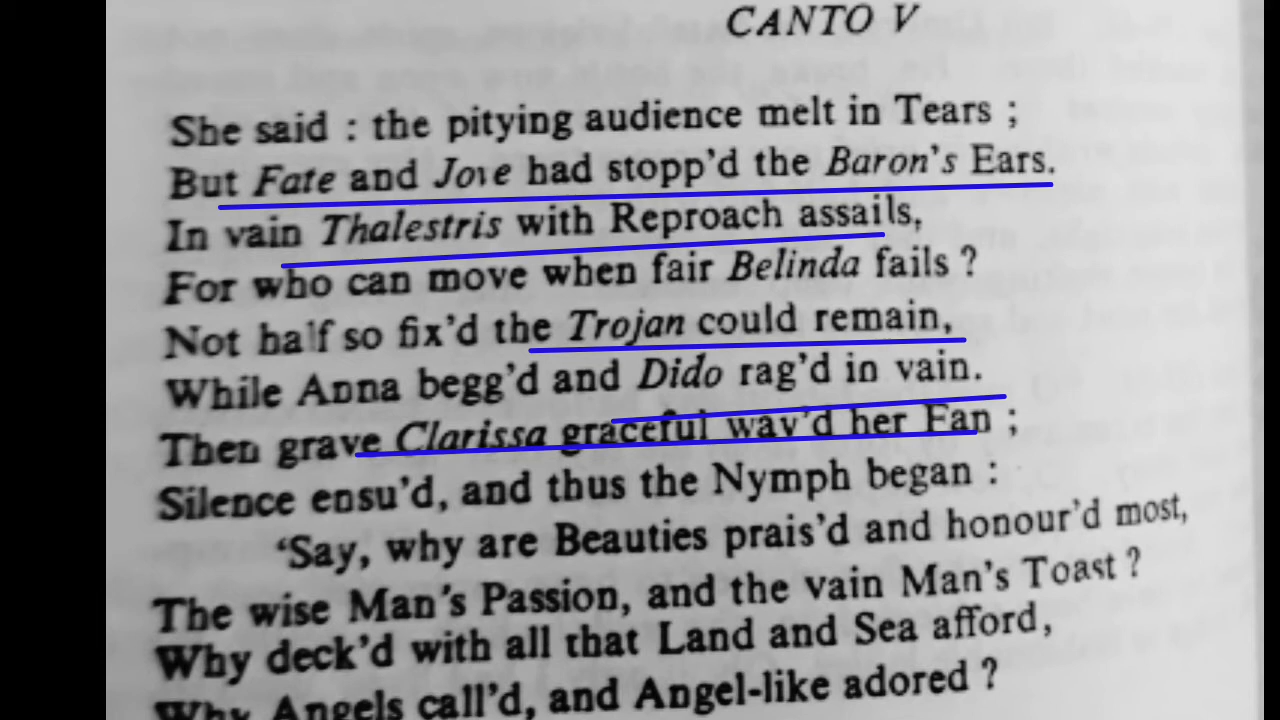 CANTO V
She said : the pitying audience melt in Tears ;
But Fate and Jove had stopp'd the Baron's Ears.
In vain Thalestris with Reproach assails,
For who can move when fair Belinda fails ?
Not half so fix'd the Trojan could remain,
While Anna begg'd and Dido rag'd in vain.
Then grave Clarissa graceful wav'd her Fan ;
Silence ensu'd, and thus the Nymph began :
‘Say, why are Beauties prais'd and honour'd most,
The wise Man's Passion, and the vain Man's Toast ?
Why deck'd with all that Land and Sea afford,
Why Angels call'd, and Angel-like adored ?